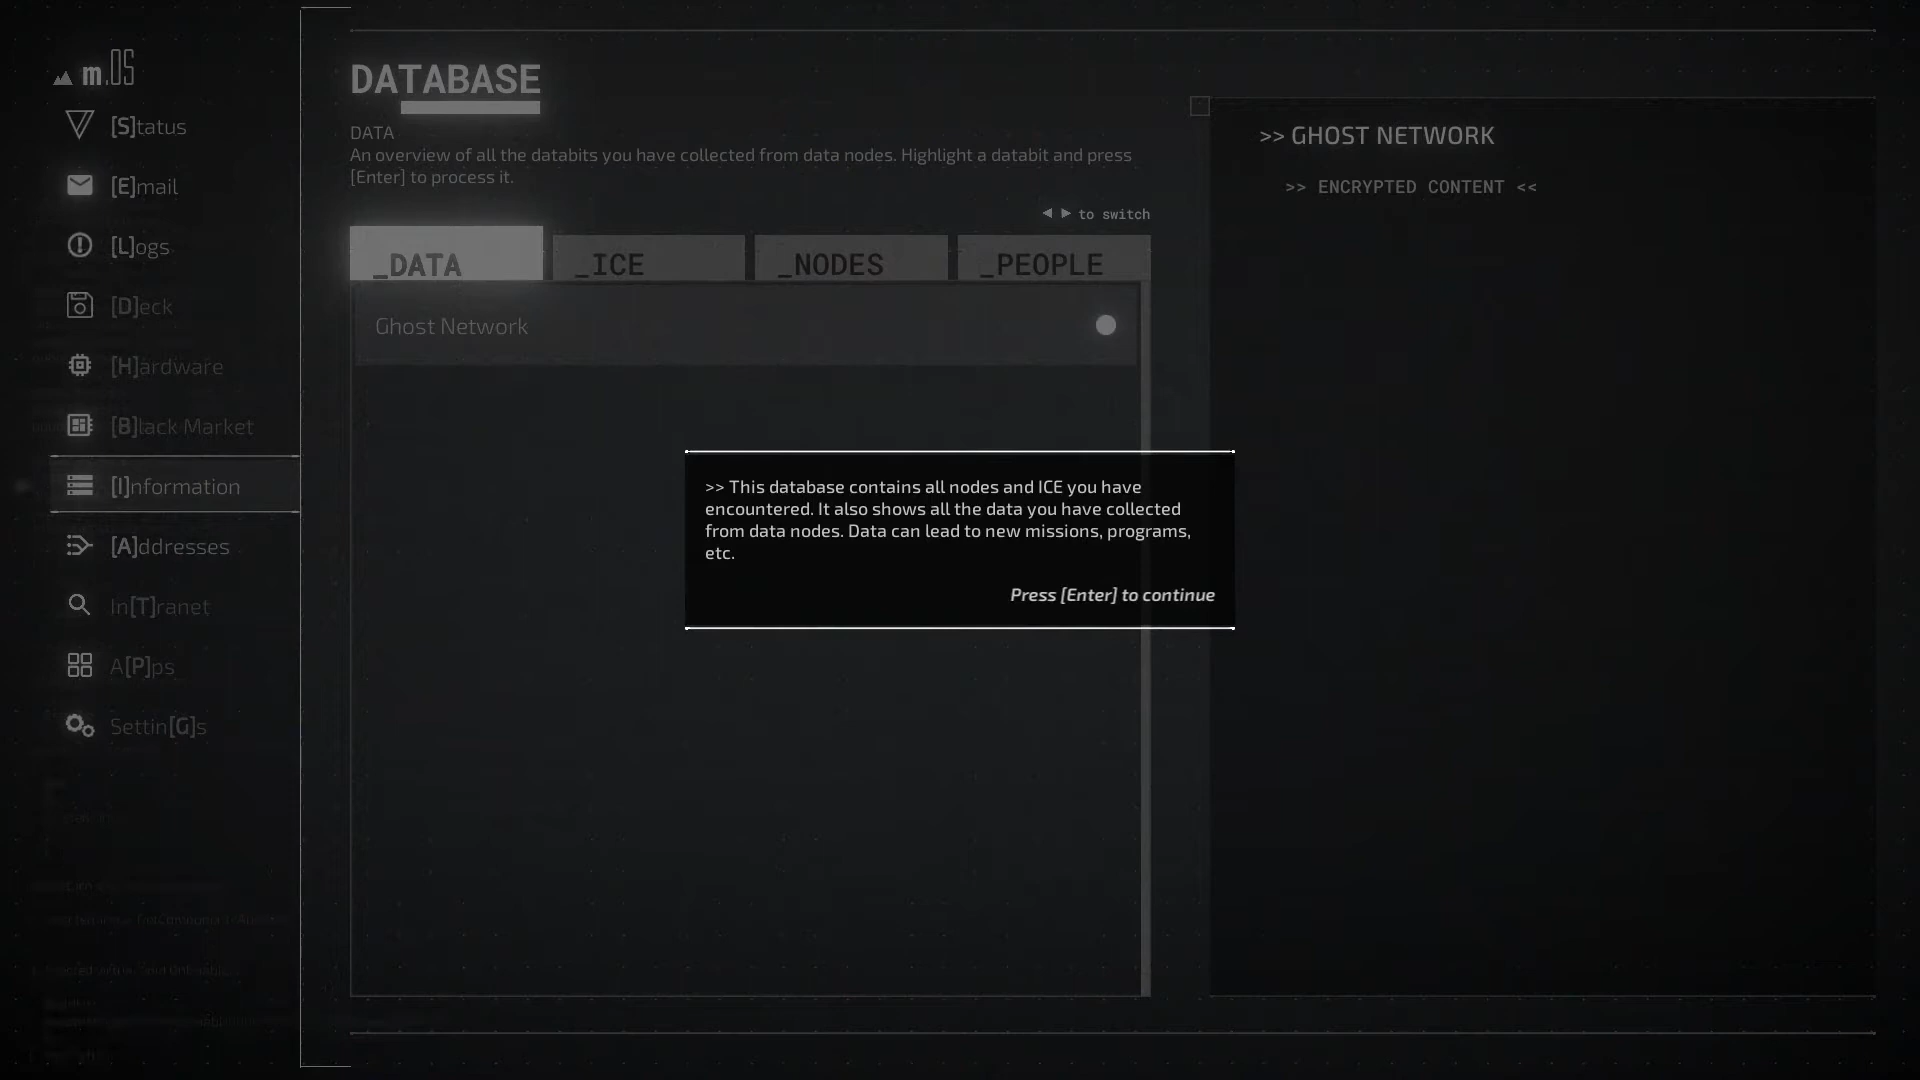 m.OS
[S]tatus
[E]mail
[L]ogs
[D]eck
[H]ardware
[B]lack Market
[I]nformation
[A]ddresses
In[T]ranet
A[P]ps
Settin[G]s
DATABASE
DATA
An overview of all the databits you have collected from data nodes. Highlight a databit and press
[Enter] to process it.
◄ ► to switch
_DATA
_ICE
_NODES
_PEOPLE
Ghost Network
>> GHOST NETWORK
>> ENCRYPTED CONTENT <<
>> This database contains all nodes and ICE you have
encountered. It also shows all the data you have collected
from data nodes. Data can lead to new missions, programs,
etc.
Press [Enter] to continue